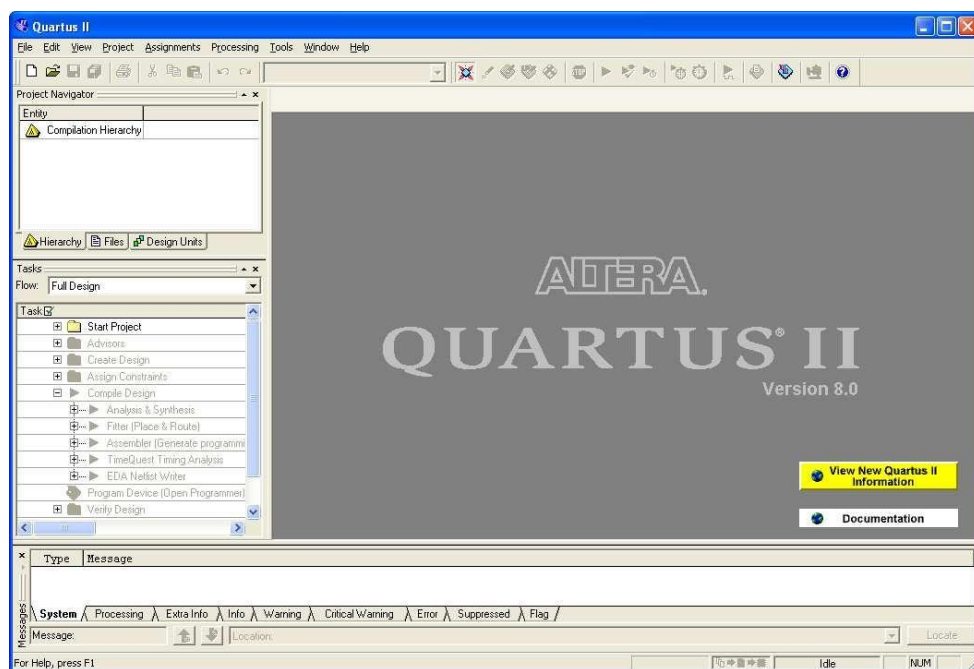 Quartus II
File Edit View Project Assignments Processing Tools Window Help
Project Navigator
Entity
Compilation Hierarchy
Hierarchy Files Design Units
Tasks
Flow: Full Design
Task
Start Project
Advisors
Create Design
Assign Constraints
Compile Design
Analysis & Synthesis
Fitter (Place & Route)
Assembler (Generate programmi
TimeQuest Timing Analysis
EDA Netlist Writer
Program Device (Open Programmer)
Verify Design
ALTERA.
QUARTUS® II
Version 8.0
View New Quartus II
Information
Documentation
Type Message
System Processing Extra Info Info Warning Critical Warning Error Suppressed Flag
Messages
Message: Location: Locate
For Help, press F1 Idle NUM